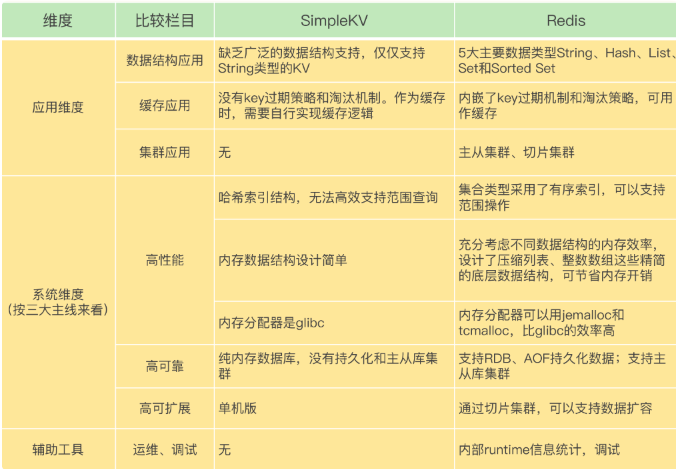 维度 比较栏目 SimpleKV Redis
应用维度
数据结构应用
缺乏广泛的数据结构支持，仅仅支持
String类型的KV
5大主要数据类型String、Hash、List、
Set和Sorted Set
缓存应用
没有key过期策略和淘汰机制。作为缓存
时，需要自行实现缓存逻辑
内嵌了key过期机制和淘汰策略，可用
作缓存
集群应用
无
主从集群、切片集群
系统维度
（按三大主线来看）
高性能
哈希索引结构，无法高效支持范围查询
集合类型采用了有序索引，可以支持
范围操作
内存数据结构设计简单
充分考虑不同数据结构的内存效率，
设计了压缩列表、整数数组这些精简
的底层数据结构，可节省内存开销
内存分配器是glibc
内存分配器可以用jemalloc和
tcmalloc，比glibc的效率高
高可靠
纯内存数据库，没有持久化和主从库集
群
支持RDB、AOF持久化数据；支持主
从库集群
高可扩展
单机版
通过切片集群，可以支持数据扩容
辅助工具
运维、调试
无
内部runtime信息统计，调试